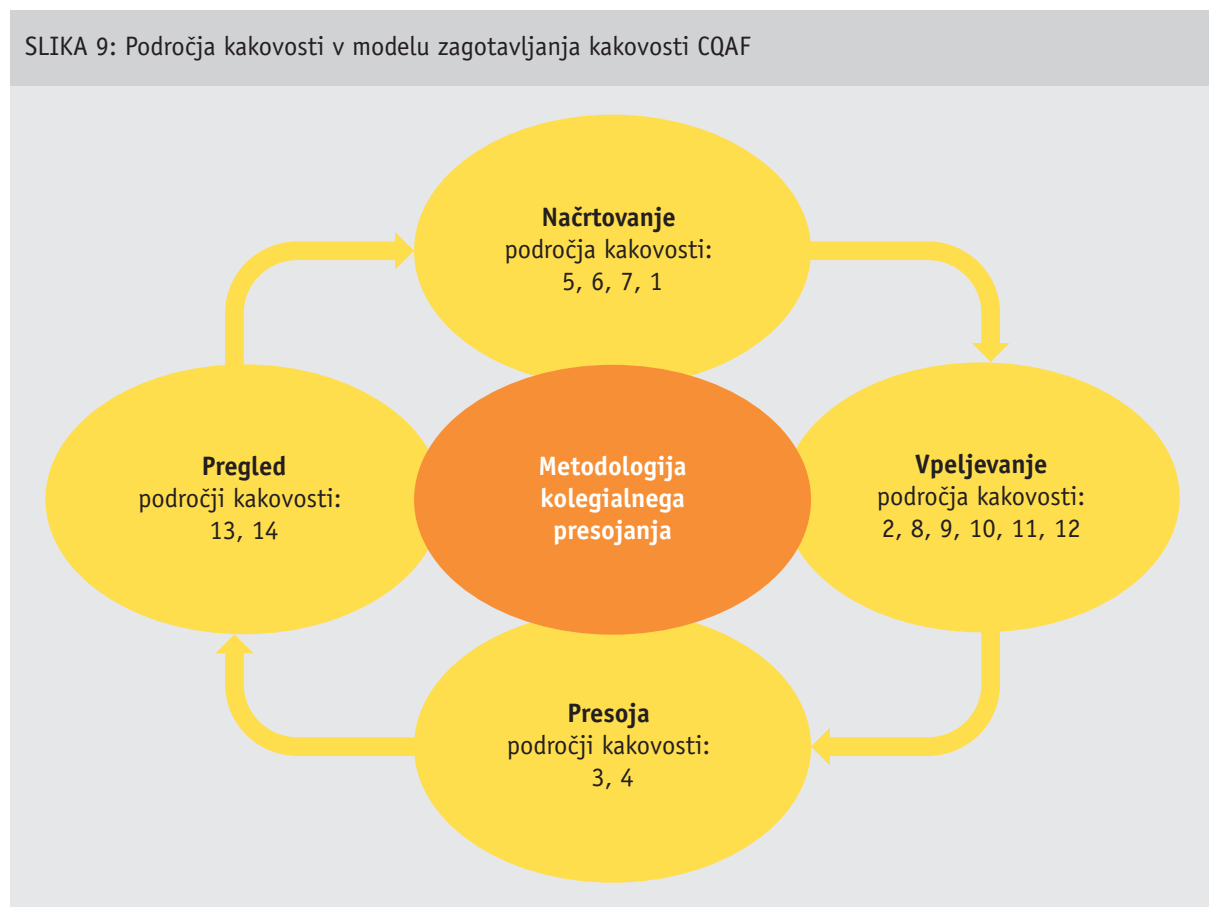 SLIKA 9: Področja kakovosti v modelu zagotavljanja kakovosti CQAF
Načrtovanje
področja kakovosti:
5, 6, 7, 1
Pregled
področji kakovosti:
13, 14
Metodologija
kolegialnega
presojanja
Vpeljevanje
področja kakovosti:
2, 8, 9, 10, 11, 12
Presoja
področji kakovosti:
3, 4